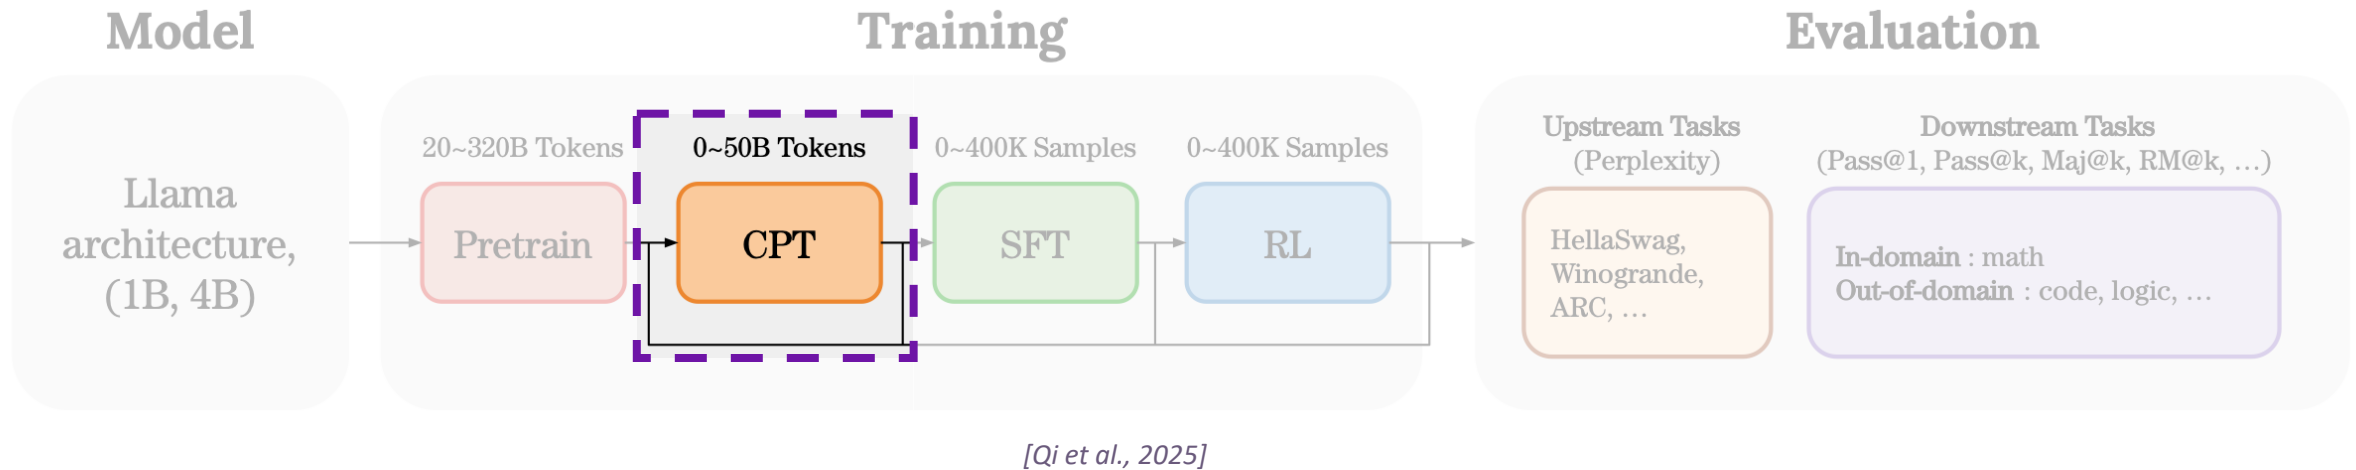 Model
Training
Evaluation
Llama
architecture,
(1B, 4B)
20~320B Tokens
Pretrain
0~50B Tokens
CPT
0~400K Samples
SFT
0~400K Samples
RL
Upstream Tasks
(Perplexity)
HellaSwag,
Winogrande,
ARC, …
Downstream Tasks
(Pass@1, Pass@k, Maj@k, RM@k, …)
In-domain : math
Out-of-domain : code, logic, …
[Qi et al., 2025]